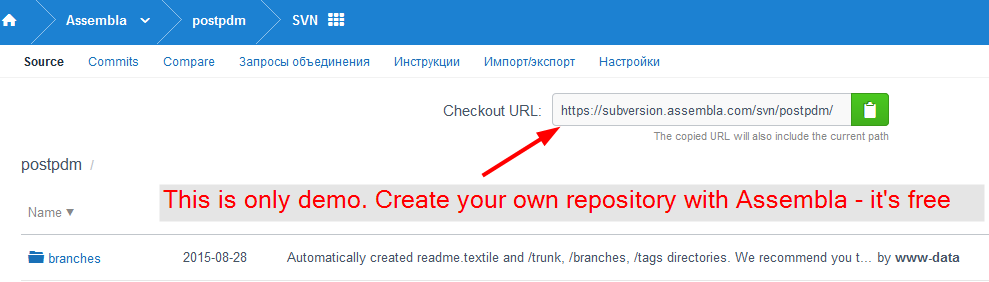 Assembla postpdm SVN
Source Commits Compare Запросы объединения Инструкции Импорт/экспорт Настройки
Checkout URL: https://subversion.assembla.com/svn/postpdm/
The copied URL will also include the current path
postpdm /
This is only demo. Create your own repository with Assembla - it's free
Name ▼
branches 2015-08-28 Automatically created readme.textile and /trunk, /branches, /tags directories. We recommend you t... by www-data